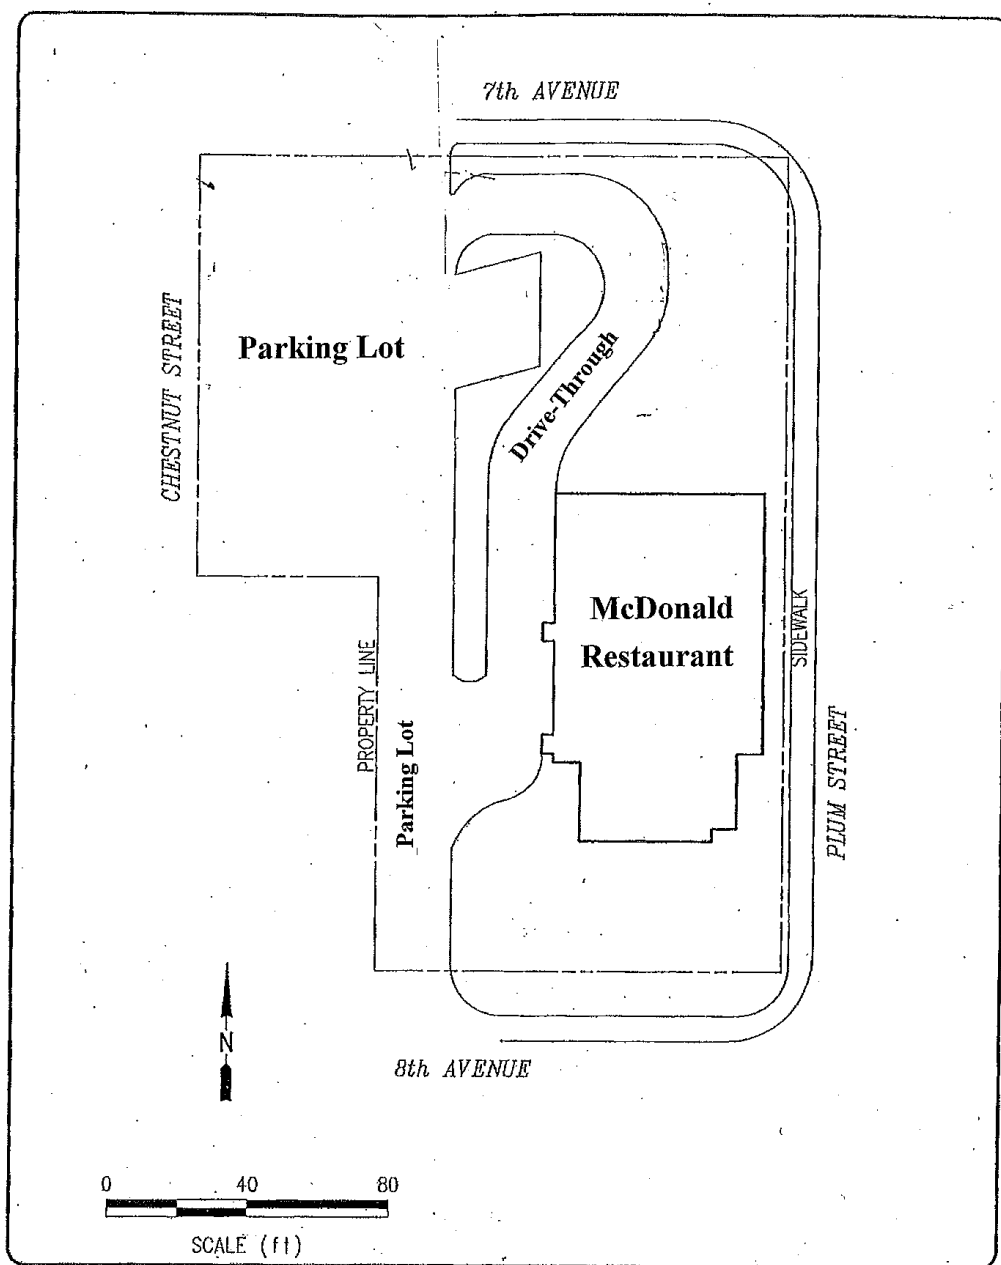 7th AVENUE
CHESTNUT STREET
Parking Lot
Drive-Through
McDonald
Restaurant
SIDEWALK
PROPERTY LINE
Parking Lot
PLUM STREET
N
8th AVENUE
0 40 80
SCALE (ft)